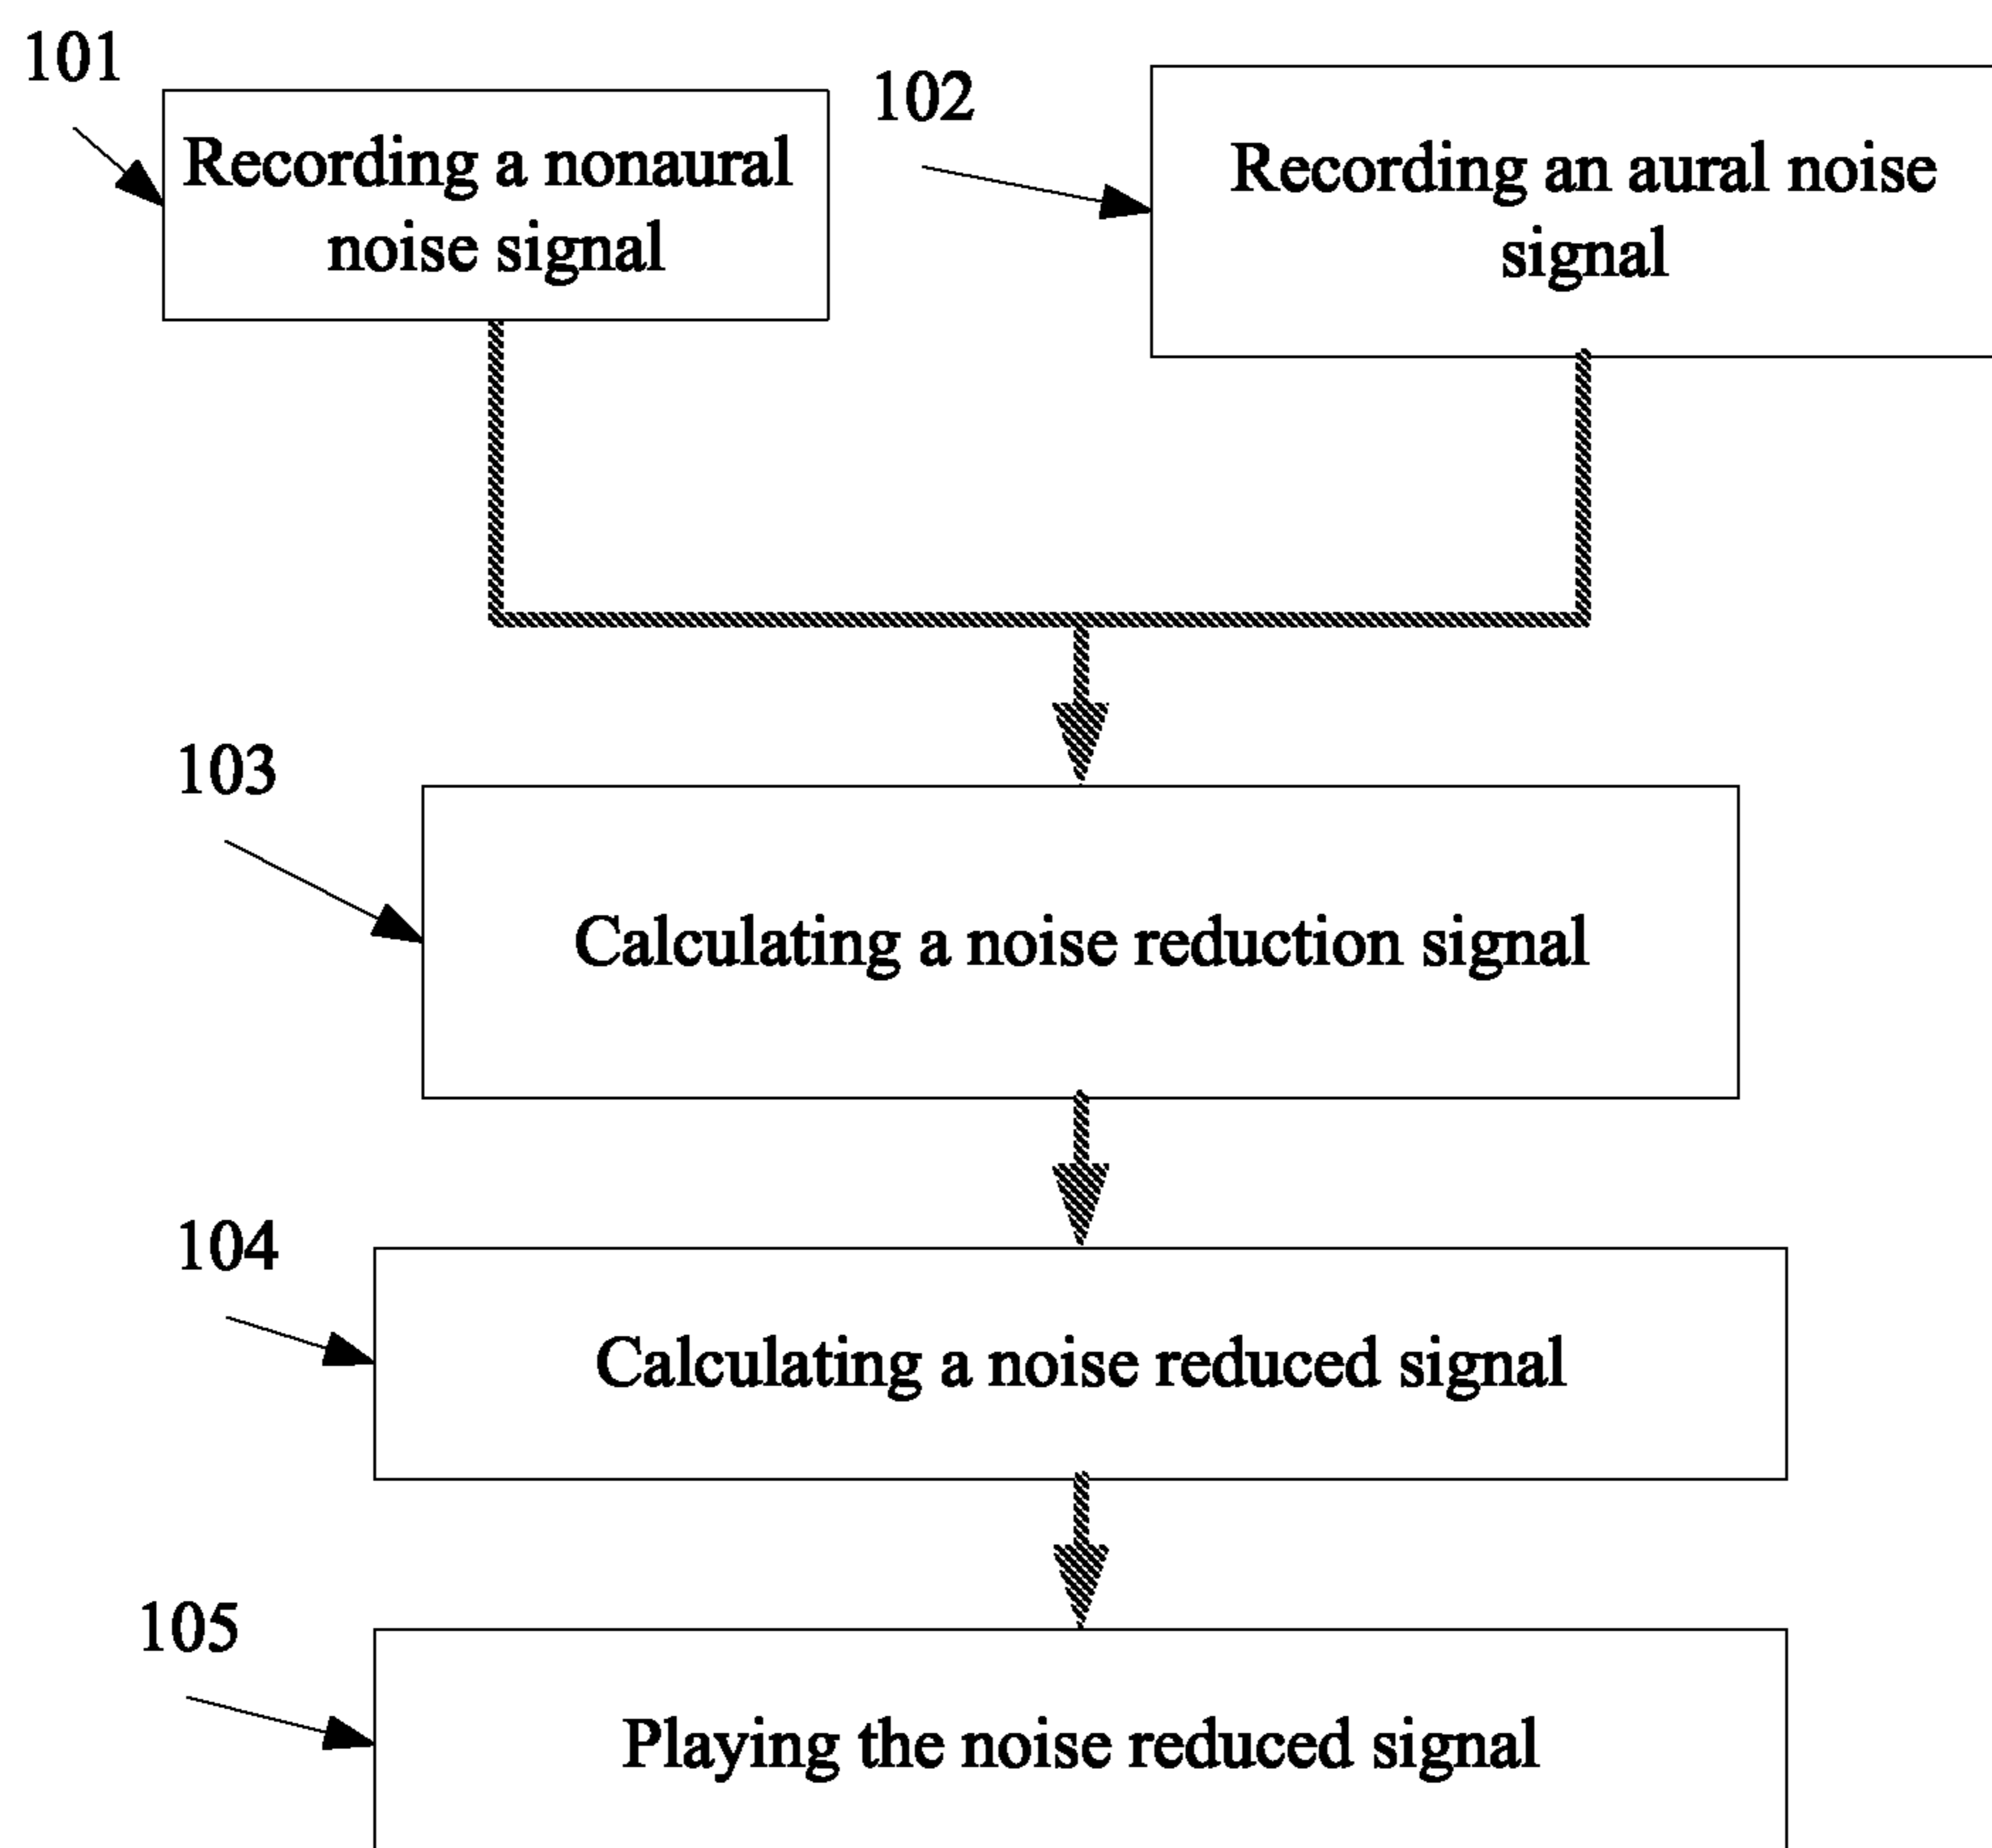 101
Recording a nonaural
noise signal
102
Recording an aural noise
signal
103
Calculating a noise reduction signal
104
Calculating a noise reduced signal
105
Playing the noise reduced signal